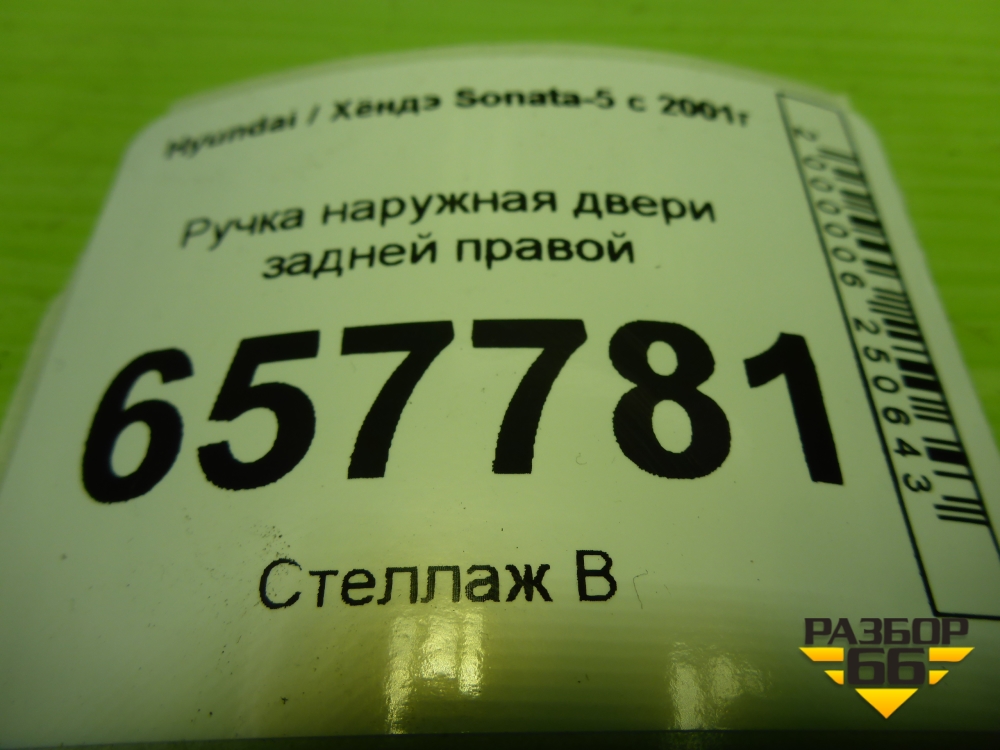 Hyundai / Хёндэ Sonata-5 с 2001г
Ручка наружная двери
задней правой
657781
Стеллаж В
2000006250643
РАЗБОР
66